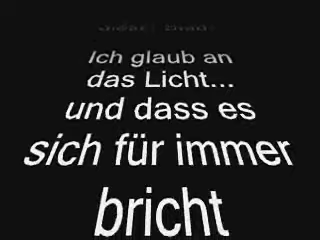 Ich glaub an
das Licht...
und dass es
sich für immer
bricht